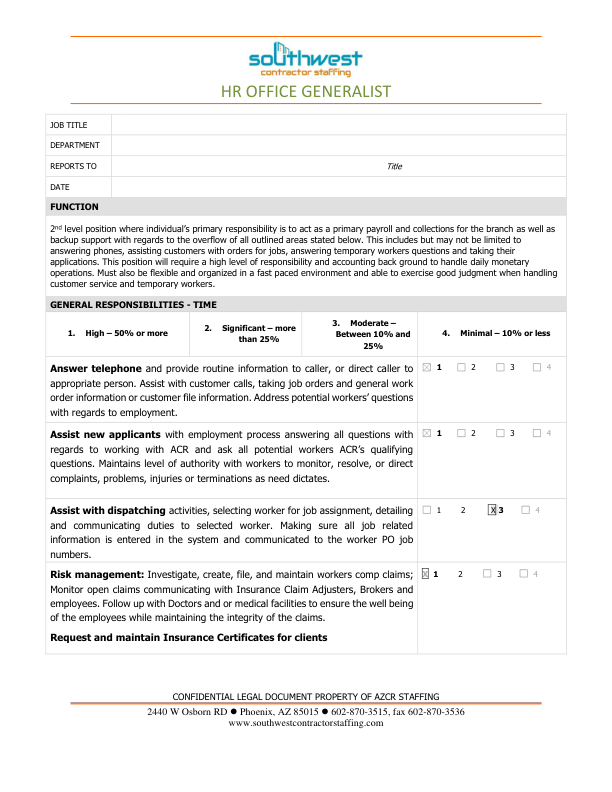 southwest
contractor staffing
HR OFFICE GENERALIST
JOB TITLE
DEPARTMENT
REPORTS TO Title
DATE
FUNCTION
2nd level position where individual's primary responsibility is to act as a primary payroll and collections for the branch as well as
backup support with regards to the overflow of all outlined areas stated below. This includes but may not be limited to
answering phones, assisting customers with orders for jobs, answering temporary workers questions and taking their
applications. This position will require a high level of responsibility and accounting back ground to handle daily monetary
operations. Must also be flexible and organized in a fast paced environment and able to exercise good judgment when handling
customer service and temporary workers.
GENERAL RESPONSIBILITIES - TIME
1. High – 50% or more
2. Significant – more
than 25%
3. Moderate –
Between 10% and
25%
4. Minimal – 10% or less
Answer telephone and provide routine information to caller, or direct caller to
appropriate person. Assist with customer calls, taking job orders and general work
order information or customer file information. Address potential workers' questions
with regards to employment.
☒ 1 ☐ 2 ☐ 3 ☐ 4
Assist new applicants with employment process answering all questions with
regards to working with ACR and ask all potential workers ACR's qualifying
questions. Maintains level of authority with workers to monitor, resolve, or direct
complaints, problems, injuries or terminations as need dictates.
☒ 1 ☐ 2 ☐ 3 ☐ 4
Assist with dispatching activities, selecting worker for job assignment, detailing
and communicating duties to selected worker. Making sure all job related
information is entered in the system and communicated to the worker PO job
numbers.
☐ 1 2 X 3 ☐ 4
Risk management: Investigate, create, file, and maintain workers comp claims;
Monitor open claims communicating with Insurance Claim Adjusters, Brokers and
employees. Follow up with Doctors and or medical facilities to ensure the well being
of the employees while maintaining the integrity of the claims.
Request and maintain Insurance Certificates for clients
X 1 2 ☐ 3 ☐ 4
CONFIDENTIAL LEGAL DOCUMENT PROPERTY OF AZCR STAFFING
2440 W Osborn RD ● Phoenix, AZ 85015 ● 602-870-3515, fax 602-870-3536
www.southwestcontractorstaffing.com